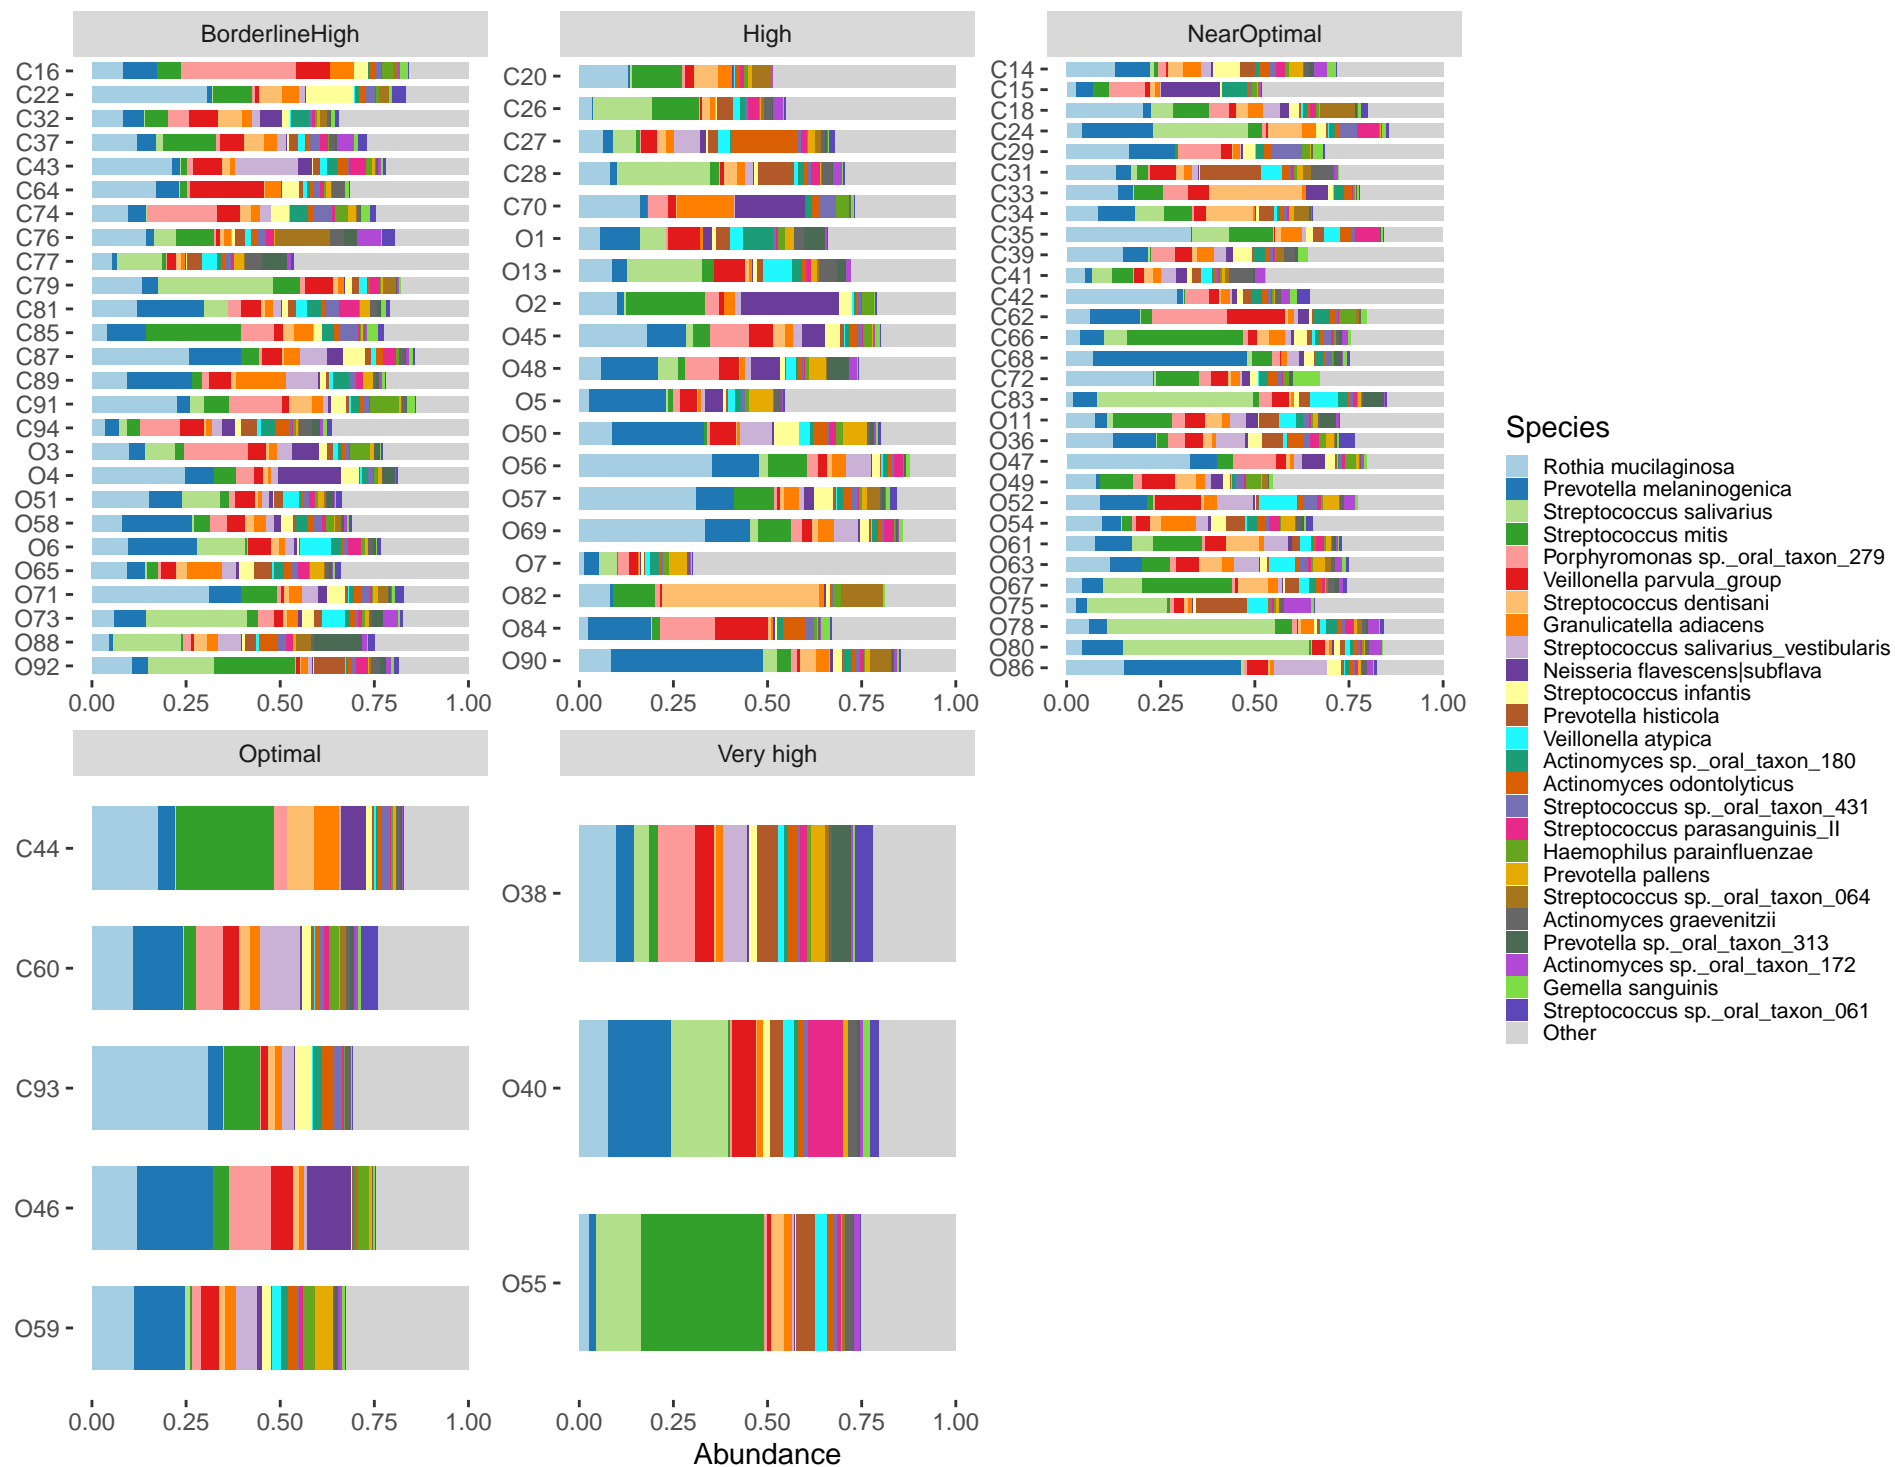 BorderlineHigh
C16
C22
C32
C37
C43
C64
C74
C76
C77
C79
C81
C85
C87
C89
C91
C94
O3
O4
O51
O58
O6
O65
O71
O73
O88
O92
0.00 0.25 0.50 0.75 1.00
High
C20
C26
C27
C28
C70
O1
O13
O2
O45
O48
O5
O50
O56
O57
O69
O7
O82
O84
O90
0.00 0.25 0.50 0.75 1.00
NearOptimal
C14
C15
C18
C24
C29
C31
C33
C34
C35
C39
C41
C42
C62
C66
C68
C72
C83
O11
O36
O47
O49
O52
O54
O61
O63
O67
O75
O78
O80
O86
0.00 0.25 0.50 0.75 1.00
Optimal
C44
C60
C93
O46
O59
0.00 0.25 0.50 0.75 1.00
Very high
O38
O40
O55
0.00 0.25 0.50 0.75 1.00
Abundance
Species
Rothia mucilaginosa
Prevotella melaninogenica
Streptococcus salivarius
Streptococcus mitis
Porphyromonas sp._oral_taxon_279
Veillonella parvula_group
Streptococcus dentisani
Granulicatella adiacens
Streptococcus salivarius_vestibularis
Neisseria flavescens|subflava
Streptococcus infantis
Prevotella histicola
Veillonella atypica
Actinomyces sp._oral_taxon_180
Actinomyces odontolyticus
Streptococcus sp._oral_taxon_431
Streptococcus parasanguinis_II
Haemophilus parainfluenzae
Prevotella pallens
Streptococcus sp._oral_taxon_064
Actinomyces graevenitzii
Prevotella sp._oral_taxon_313
Actinomyces sp._oral_taxon_172
Gemella sanguinis
Streptococcus sp._oral_taxon_061
Other